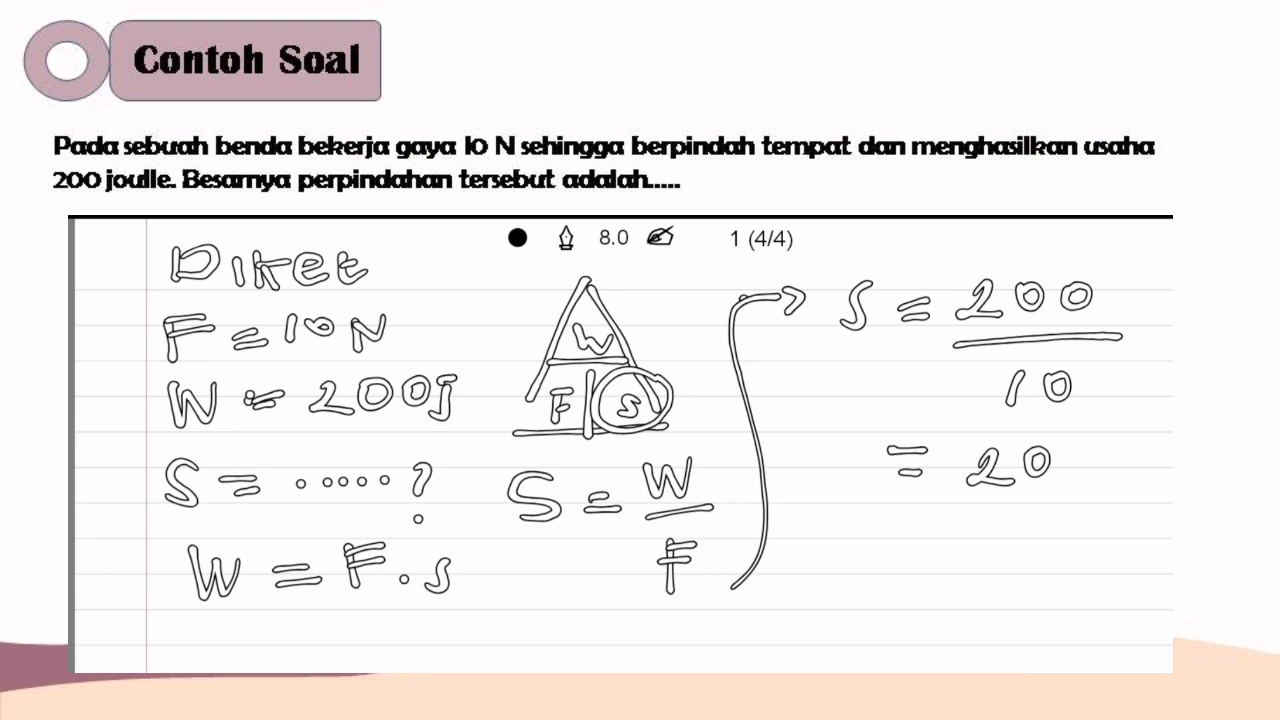 Contoh Soal
Pada sebuah benda bekerja gaya 10 N sehingga berpindah tempat dan menghasilkan usaha
200 joulle. Besarnya perpindahan tersebut adalah.....
8.0 1 (4/4)
Diket
F = 10 N
W = 200 J
S = ..... ?
W = F . s
W
F s
S = W
F
S = 200
10
= 20